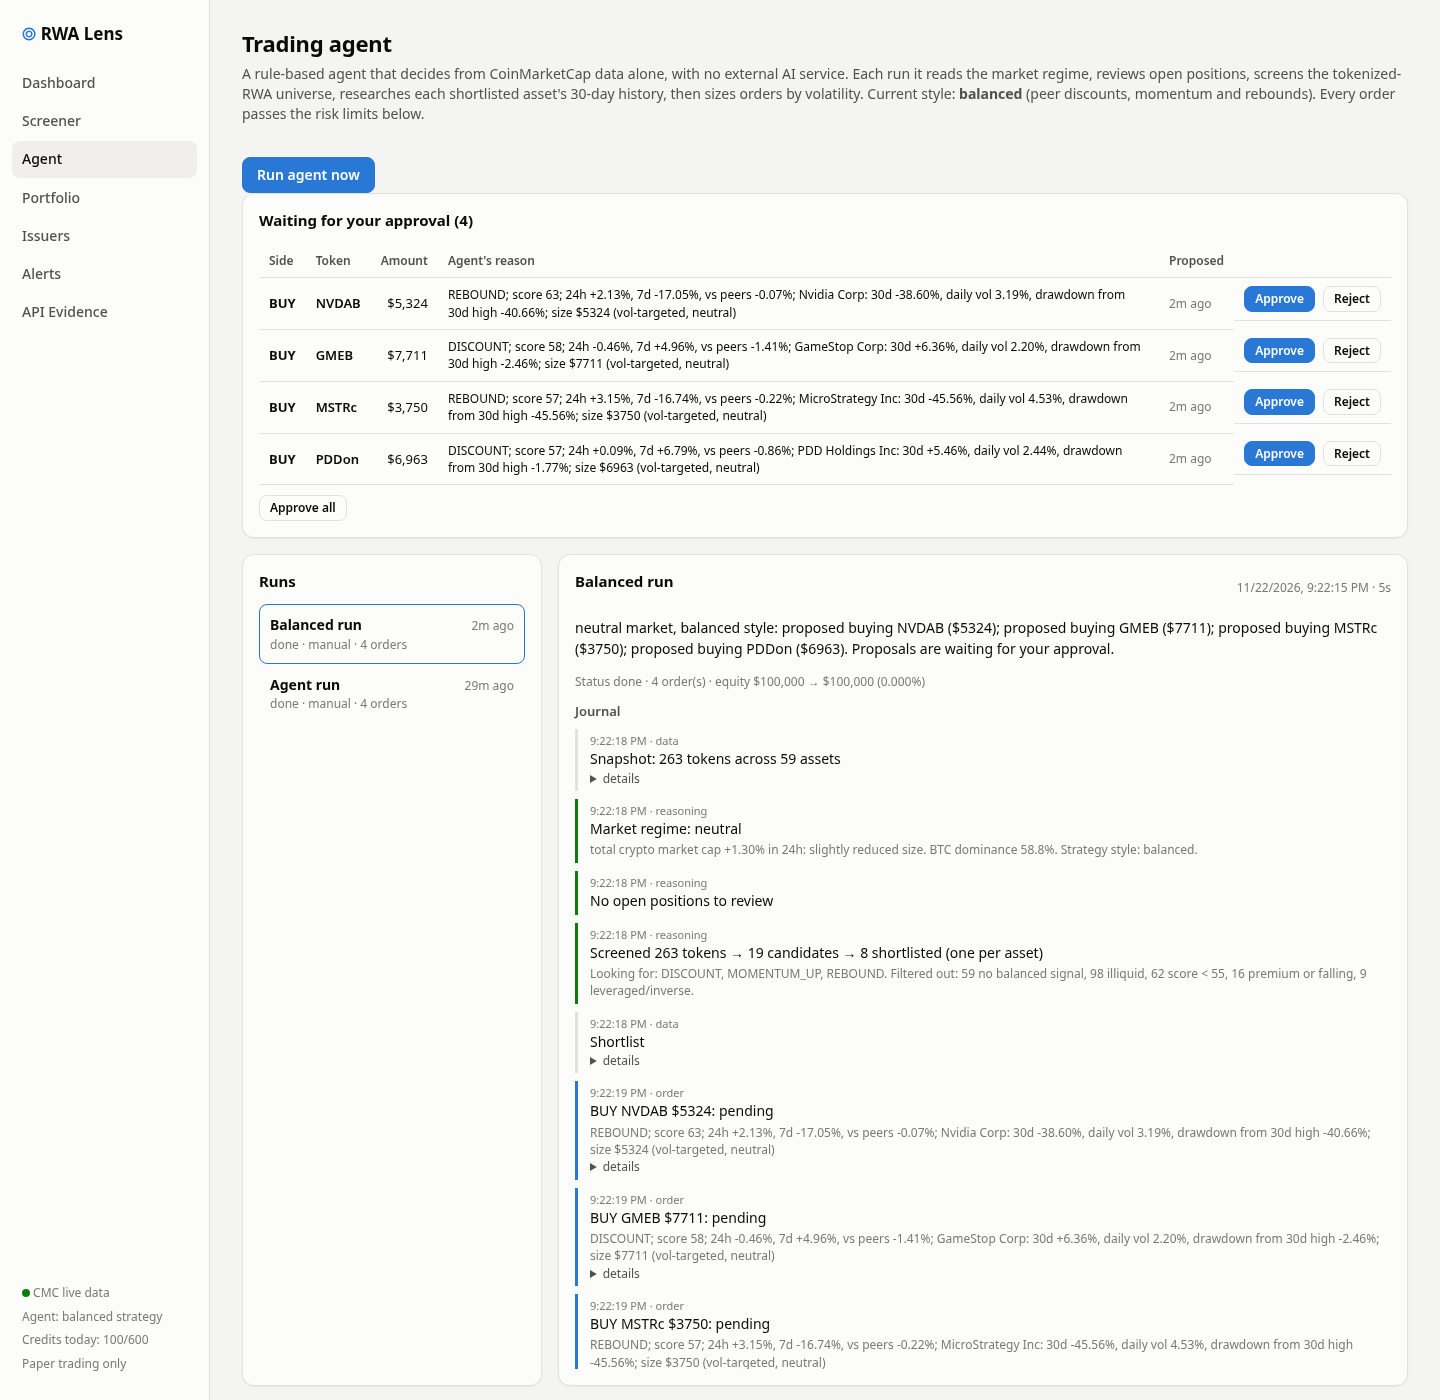 RWA Lens
Dashboard
Screener
Agent
Portfolio
Issuers
Alerts
API Evidence
CMC live data
Agent: balanced strategy
Credits today: 100/600
Paper trading only
Trading agent
A rule-based agent that decides from CoinMarketCap data alone, with no external AI service. Each run it reads the market regime, reviews open positions, screens the tokenized-
RWA universe, researches each shortlisted asset's 30-day history, then sizes orders by volatility. Current style: balanced (peer discounts, momentum and rebounds). Every order
passes the risk limits below.
Run agent now
Waiting for your approval (4)
Side Token Amount Agent's reason Proposed
BUY NVDAB $5,324 REBOUND; score 63; 24h +2.13%, 7d -17.05%, vs peers -0.07%; Nvidia Corp: 30d -38.60%, daily vol 3.19%, drawdown from 2m ago Approve Reject
30d high -40.66%; size $5324 (vol-targeted, neutral)
BUY GMEB $7,711 DISCOUNT; score 58; 24h -0.46%, 7d +4.96%, vs peers -1.41%; GameStop Corp: 30d +6.36%, daily vol 2.20%, drawdown from 2m ago Approve Reject
30d high -2.46%; size $7711 (vol-targeted, neutral)
BUY MSTRc $3,750 REBOUND; score 57; 24h +3.15%, 7d -16.74%, vs peers -0.22%; MicroStrategy Inc: 30d -45.56%, daily vol 4.53%, drawdown 2m ago Approve Reject
from 30d high -45.56%; size $3750 (vol-targeted, neutral)
BUY PDDon $6,963 DISCOUNT; score 57; 24h +0.09%, 7d +6.79%, vs peers -0.86%; PDD Holdings Inc: 30d +5.46%, daily vol 2.44%, drawdown 2m ago Approve Reject
from 30d high -1.77%; size $6963 (vol-targeted, neutral)
Approve all
Runs
Balanced run 2m ago
done · manual · 4 orders
Agent run 29m ago
done · manual · 4 orders
Balanced run 11/22/2026, 9:22:15 PM · 5s
neutral market, balanced style: proposed buying NVDAB ($5324); proposed buying GMEB ($7711); proposed buying MSTRc
($3750); proposed buying PDDon ($6963). Proposals are waiting for your approval.
Status done · 4 order(s) · equity $100,000 → $100,000 (0.000%)
Journal
9:22:18 PM · data
Snapshot: 263 tokens across 59 assets
▶ details
9:22:18 PM · reasoning
Market regime: neutral
total crypto market cap +1.30% in 24h: slightly reduced size. BTC dominance 58.8%. Strategy style: balanced.
9:22:18 PM · reasoning
No open positions to review
9:22:18 PM · reasoning
Screened 263 tokens → 19 candidates → 8 shortlisted (one per asset)
Looking for: DISCOUNT, MOMENTUM_UP, REBOUND. Filtered out: 59 no balanced signal, 98 illiquid, 62 score < 55, 16 premium or falling, 9
leveraged/inverse.
9:22:18 PM · data
Shortlist
▶ details
9:22:19 PM · order
BUY NVDAB $5324: pending
REBOUND; score 63; 24h +2.13%, 7d -17.05%, vs peers -0.07%; Nvidia Corp: 30d -38.60%, daily vol 3.19%, drawdown from 30d high -40.66%;
size $5324 (vol-targeted, neutral)
▶ details
9:22:19 PM · order
BUY GMEB $7711: pending
DISCOUNT; score 58; 24h -0.46%, 7d +4.96%, vs peers -1.41%; GameStop Corp: 30d +6.36%, daily vol 2.20%, drawdown from 30d high -2.46%;
size $7711 (vol-targeted, neutral)
▶ details
9:22:19 PM · order
BUY MSTRc $3750: pending
REBOUND; score 57; 24h +3.15%, 7d -16.74%, vs peers -0.22%; MicroStrategy Inc: 30d -45.56%, daily vol 4.53%, drawdown from 30d high
-45.56%; size $3750 (vol-targeted, neutral)